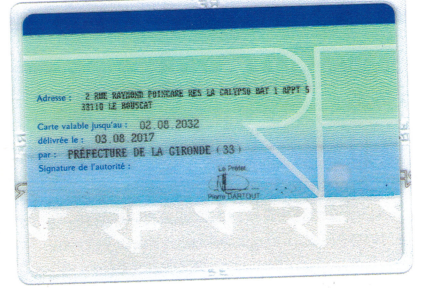 Adresse : 2 RUE RAYMOND POINCARE RES LA CALYPSO BAT 1 APPT 5
33110 LE BOUSCAT
Carte valable jusqu'au : 02.08.2032
délivrée le : 03.08.2017
par : PRÉFECTURE DE LA GIRONDE (33)
Signature de l'autorité :
Le Préfet
Pierre DARTOUT
RF